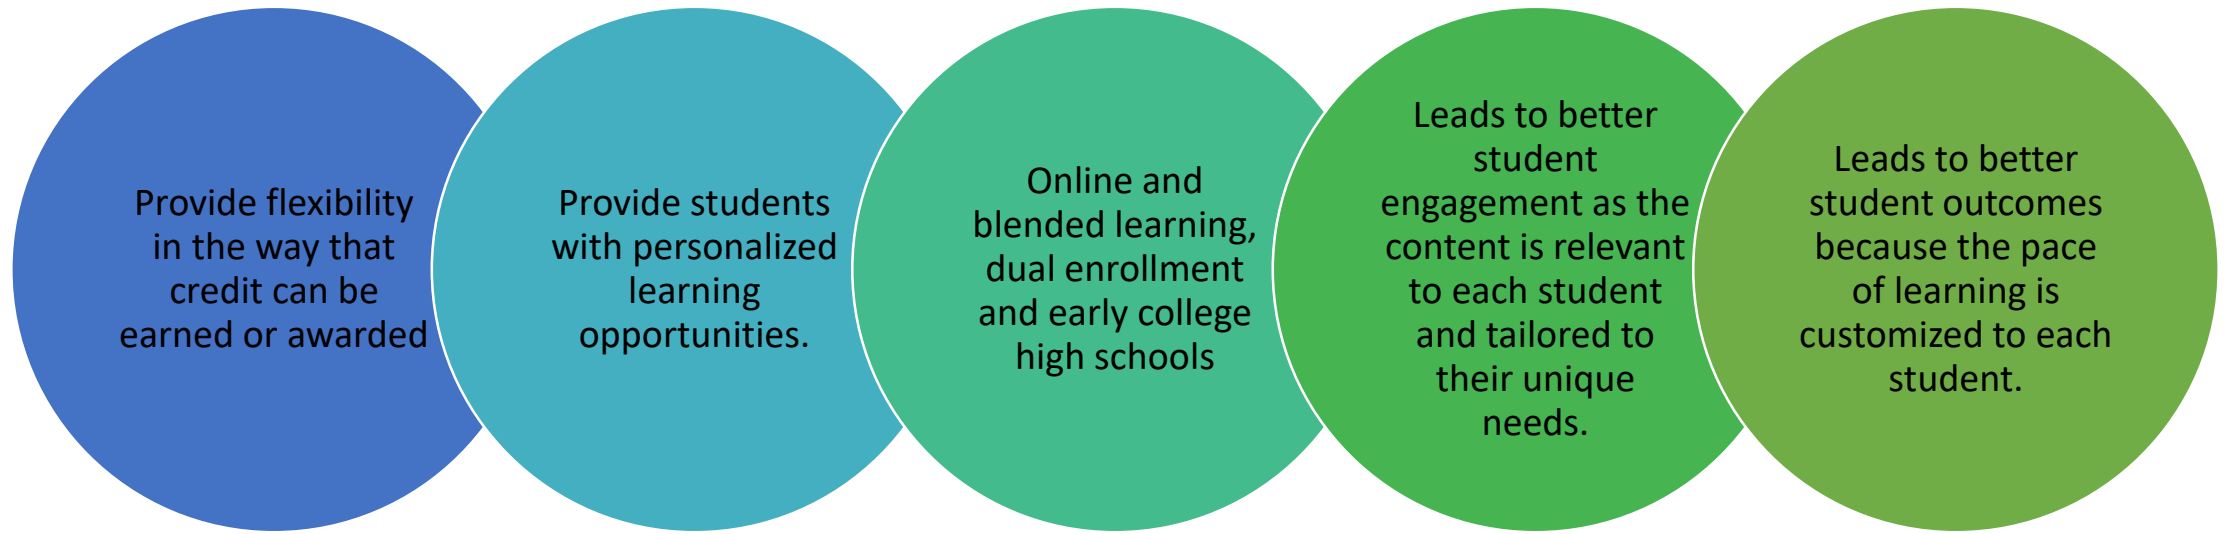 Provide flexibility
in the way that
credit can be
earned or awarded
Provide students
with personalized
learning
opportunities.
Online and
blended learning,
dual enrollment
and early college
high schools
Leads to better
student
engagement as the
content is relevant
to each student
and tailored to
their unique
needs.
Leads to better
student outcomes
because the pace
of learning is
customized to each
student.